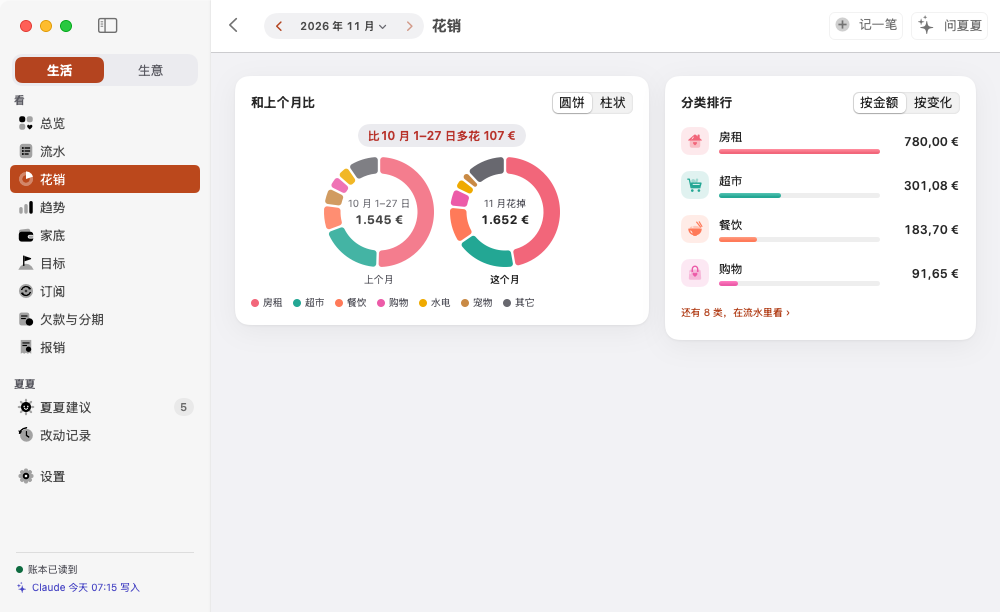 2026 年 11 月
花销
记一笔
问夏夏
生活
生意
看
总览
流水
花销
趋势
家底
目标
订阅
欠款与分期
报销
夏夏
夏夏建议
5
改动记录
设置
账本已读到
Claude 今天 07:15 写入
和上个月比
圆饼
柱状
比 10 月 1–27 日多花 107 €
10 月 1–27 日
1.545 €
上个月
11 月花掉
1.652 €
这个月
房租
超市
餐饮
购物
水电
宠物
其它
分类排行
按金额
按变化
房租
780,00 €
超市
301,08 €
餐饮
183,70 €
购物
91,65 €
还有 8 类，在流水里看 ›